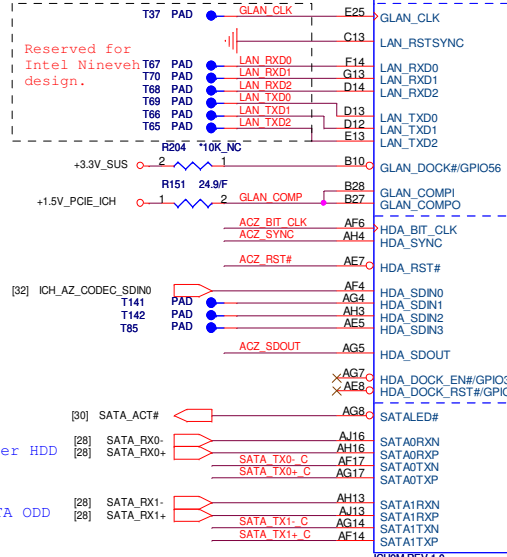 T37 PAD GLAN_CLK E25 GLAN_CLK
C13 LAN_RSTSYNC
Reserved for
Intel Nineveh
design.
T67 PAD LAN_RXD0 F14 LAN_RXD0
T70 PAD LAN_RXD1 G13 LAN_RXD1
T68 PAD LAN_RXD2 D14 LAN_RXD2
T69 PAD LAN_TXD0 D13 LAN_TXD0
T66 PAD LAN_TXD1 D12 LAN_TXD1
T65 PAD LAN_TXD2 E13 LAN_TXD2
R204 *10K_NC
+3.3V_SUS 2 1 B10 GLAN_DOCK#/GPIO56
R151 24.9/F B28 GLAN_COMPI
+1.5V_PCIE_ICH 1 2 GLAN_COMP B27 GLAN_COMPO
ACZ_BIT_CLK AF6 HDA_BIT_CLK
ACZ_SYNC AH4 HDA_SYNC
ACZ_RST# AE7 HDA_RST#
[32] ICH_AZ_CODEC_SDIN0 AF4 HDA_SDIN0
T141 PAD AG4 HDA_SDIN1
T142 PAD AH3 HDA_SDIN2
T85 PAD AE5 HDA_SDIN3
ACZ_SDOUT AG5 HDA_SDOUT
AG7 HDA_DOCK_EN#/GPIO3
AE8 HDA_DOCK_RST#/GPIO
[30] SATA_ACT# AG8 SATALED#
[28] SATA_RX0- AJ16 SATA0RXN
er HDD [28] SATA_RX0+ AH16 SATA0RXP
SATA_TX0-_C AF17 SATA0TXN
SATA_TX0+_C AG17 SATA0TXP
[28] SATA_RX1- AH13 SATA1RXN
TA ODD [28] SATA_RX1+ AJ13 SATA1RXP
SATA_TX1-_C AG14 SATA1TXN
SATA_TX1+_C AF14 SATA1TXP